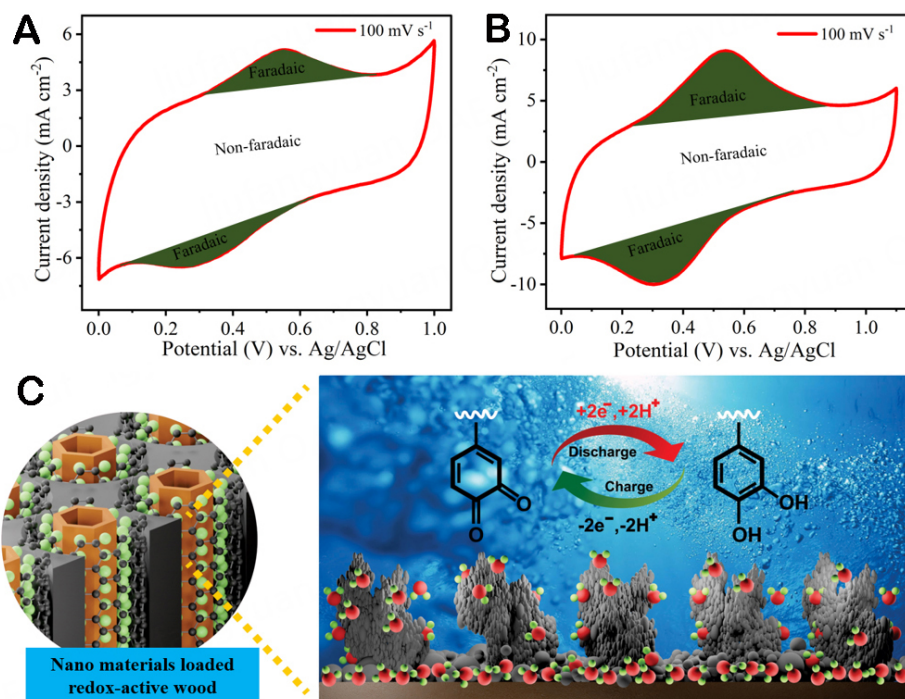 A
100 mV s⁻¹
Faradaic
Non-faradaic
Faradaic
Current density (mA cm⁻²)
6
3
0
-3
-6
0.0 0.2 0.4 0.6 0.8 1.0
Potential (V) vs. Ag/AgCl
B
100 mV s⁻¹
Faradaic
Non-faradaic
Faradaic
Current density (mA cm⁻²)
10
5
0
-5
-10
0.0 0.2 0.4 0.6 0.8 1.0
Potential (V) vs. Ag/AgCl
C
+2e⁻,+2H⁺
Discharge
Charge
-2e⁻,-2H⁺
O
O
OH
OH
Nano materials loaded
redox-active wood